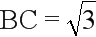 BC = √3